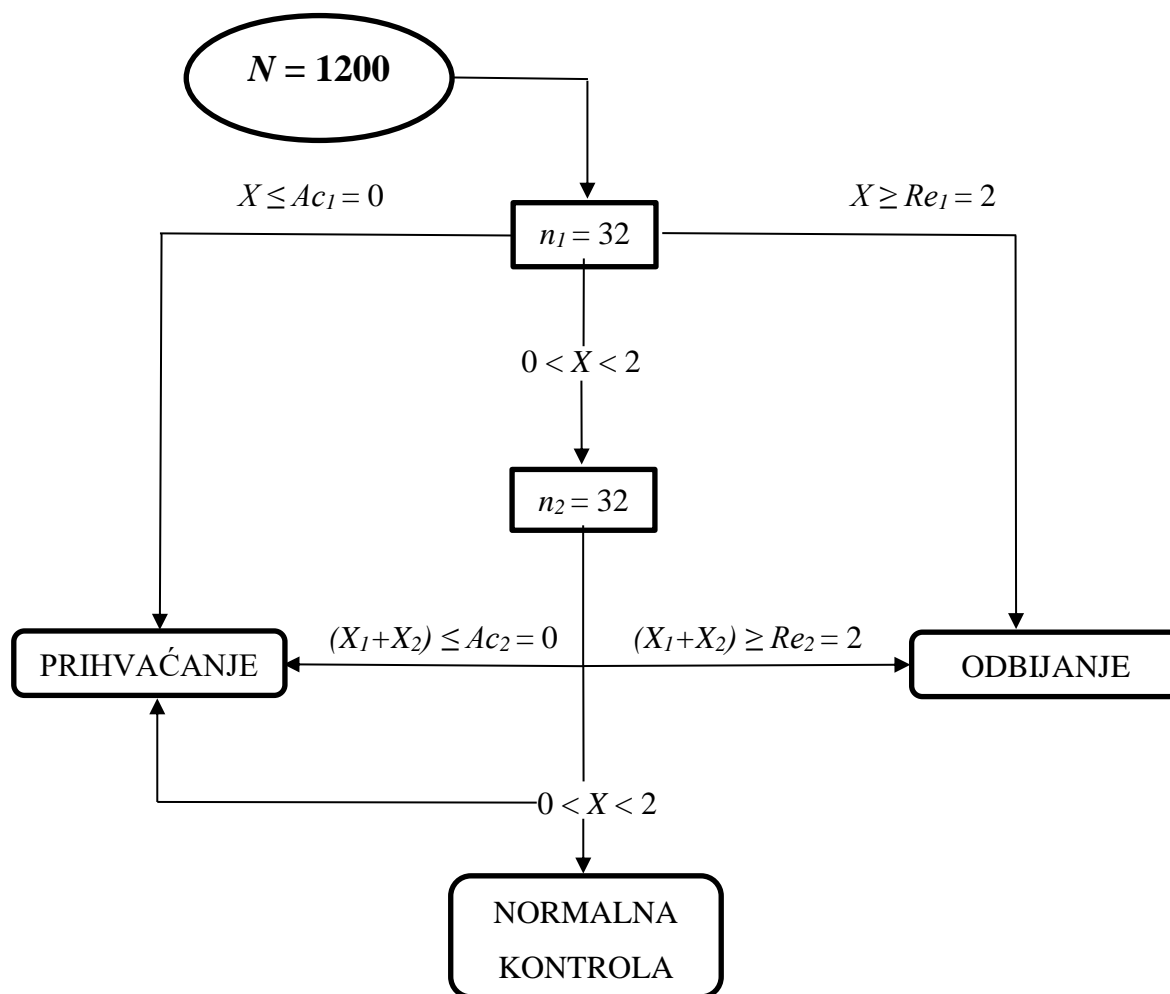 N = 1200
X ≤ Ac₁ = 0
X ≥ Re₁ = 2
n₁ = 32
0 < X < 2
n₂ = 32
(X₁+X₂) ≤ Ac₂ = 0
(X₁+X₂) ≥ Re₂ = 2
PRIHVAĆANJE
ODBIJANJE
0 < X < 2
NORMALNA
KONTROLA